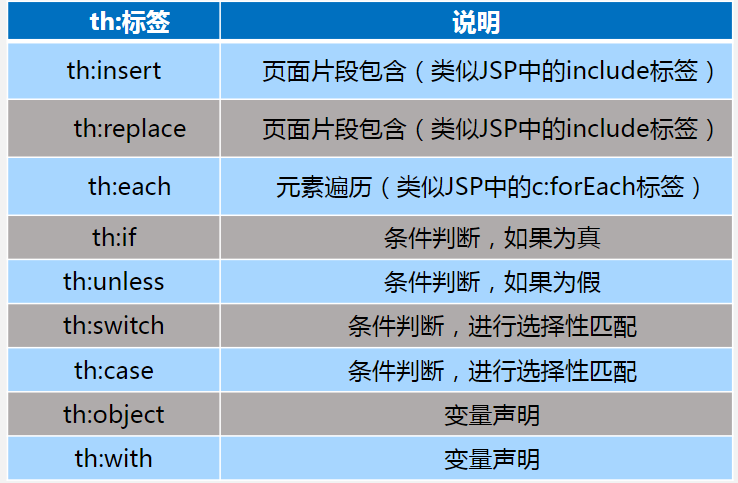 th:标签 说明
th:insert 页面片段包含（类似JSP中的include标签）
th:replace 页面片段包含（类似JSP中的include标签）
th:each 元素遍历（类似JSP中的c:forEach标签）
th:if 条件判断，如果为真
th:unless 条件判断，如果为假
th:switch 条件判断，进行选择性匹配
th:case 条件判断，进行选择性匹配
th:object 变量声明
th:with 变量声明